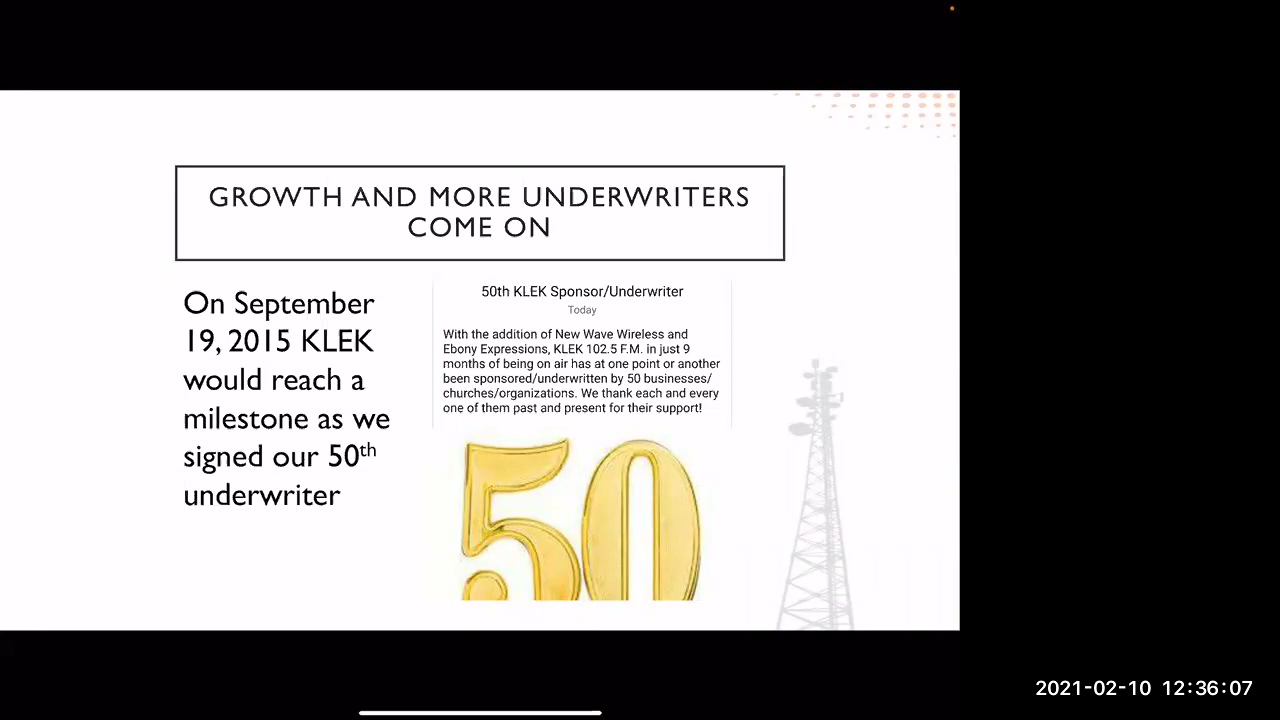 GROWTH AND MORE UNDERWRITERS
COME ON
On September
19, 2015 KLEK
would reach a
milestone as we
signed our 50th
underwriter
50th KLEK Sponsor/Underwriter
Today
With the addition of New Wave Wireless and
Ebony Expressions, KLEK 102.5 F.M. in just 9
months of being on air has at one point or another
been sponsored/underwritten by 50 businesses/
churches/organizations. We thank each and every
one of them past and present for their support!
50
2021-02-10 12:36:07